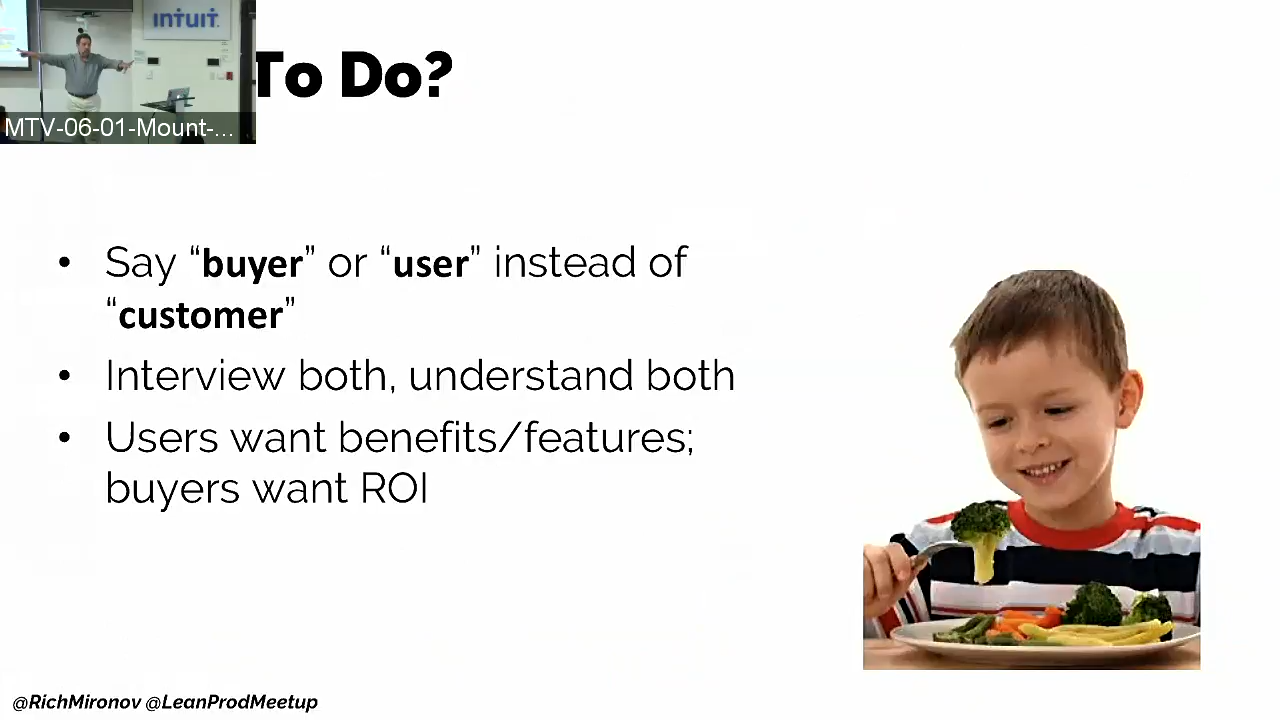 INTUIT.
MTV-06-01-Mount-...
To Do?
• Say “buyer” or “user” instead of
“customer”
• Interview both, understand both
• Users want benefits/features;
buyers want ROI
@RichMironov @LeanProdMeetup